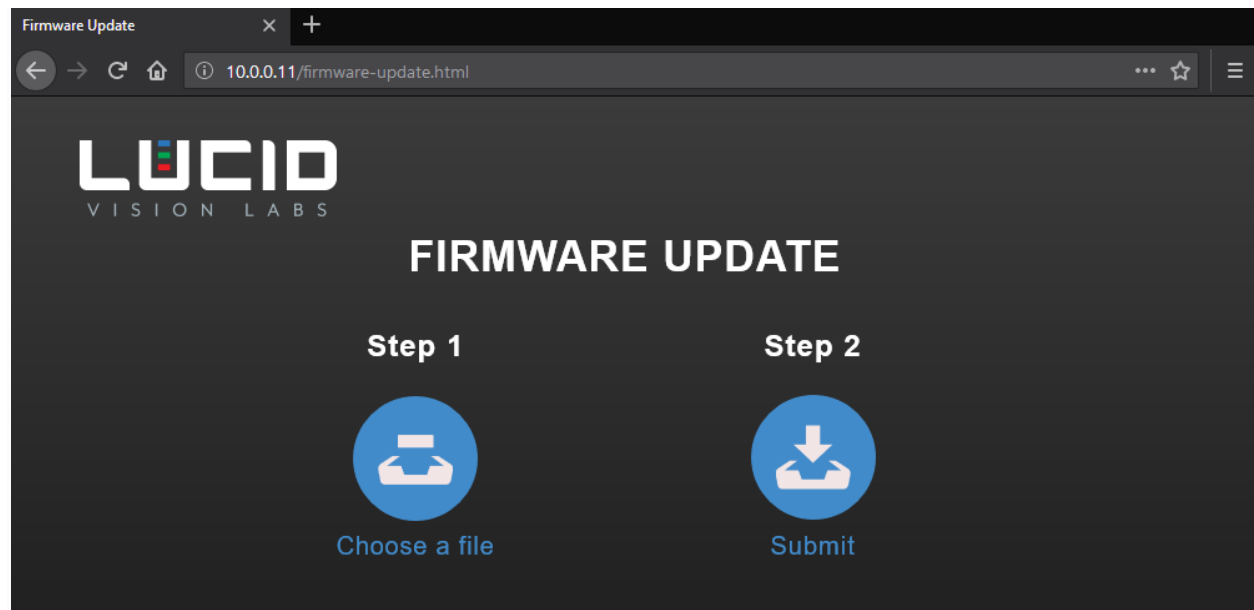 Firmware Update
10.0.0.11/firmware-update.html
LUCID
VISION LABS
FIRMWARE UPDATE
Step 1 Step 2
Choose a file Submit